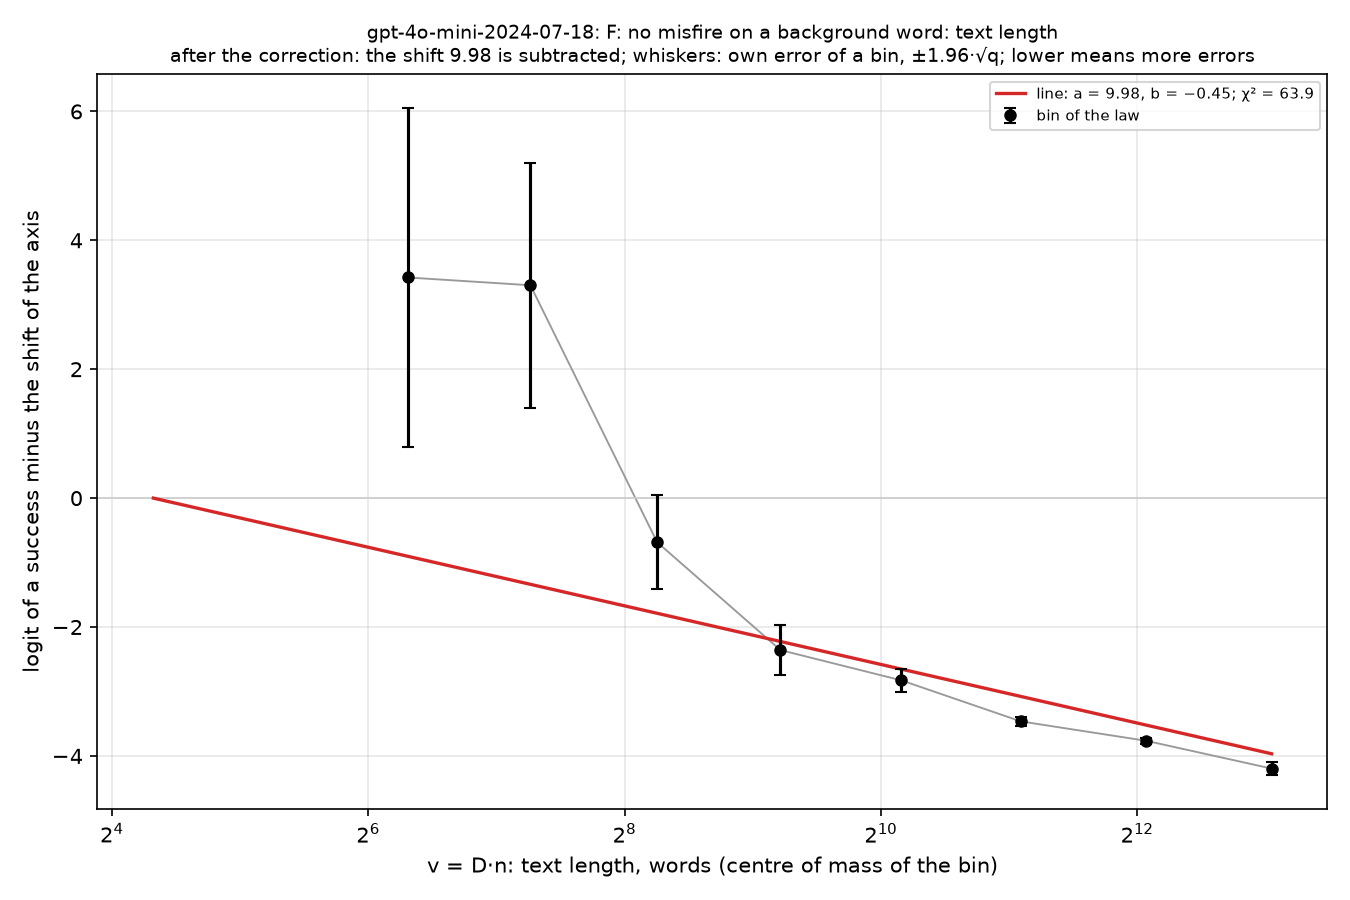 gpt-4o-mini-2024-07-18: F: no misfire on a background word: text length
after the correction: the shift 9.98 is subtracted; whiskers: own error of a bin, ±1.96·√q; lower means more errors
line: a = 9.98, b = −0.45; χ² = 63.9
bin of the law
logit of a success minus the shift of the axis
6
4
2
0
−2
−4
2⁴ 2⁶ 2⁸ 2¹⁰ 2¹²
v = D·n: text length, words (centre of mass of the bin)